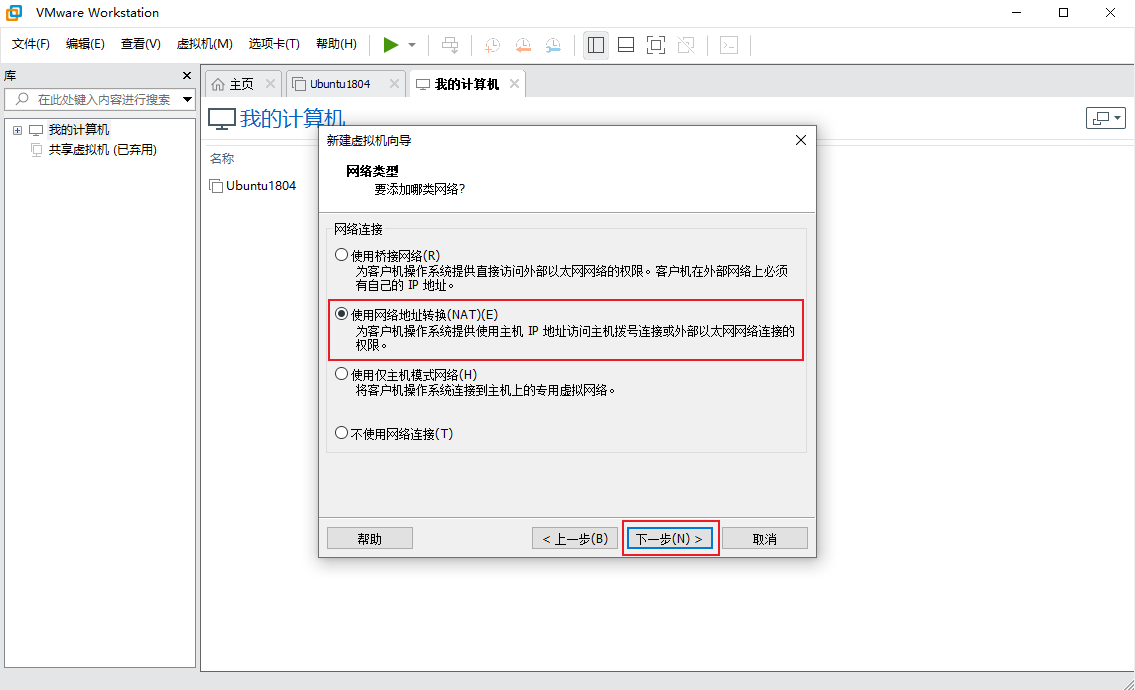 VMware Workstation
文件(F) 编辑(E) 查看(V) 虚拟机(M) 选项卡(T) 帮助(H)
库
在此处键入内容进行搜索
我的计算机
共享虚拟机 (已弃用)
主页 Ubuntu1804 我的计算机
我的计算机
名称
Ubuntu1804
新建虚拟机向导
网络类型
要添加哪类网络?
网络连接
使用桥接网络(R)
为客户机操作系统提供直接访问外部以太网网络的权限。客户机在外部网络上必须
有自己的 IP 地址。
使用网络地址转换(NAT)(E)
为客户机操作系统提供使用主机 IP 地址访问主机拨号连接或外部以太网网络连接的
权限。
使用仅主机模式网络(H)
将客户机操作系统连接到主机上的专用虚拟网络。
不使用网络连接(T)
帮助 < 上一步(B) 下一步(N) > 取消